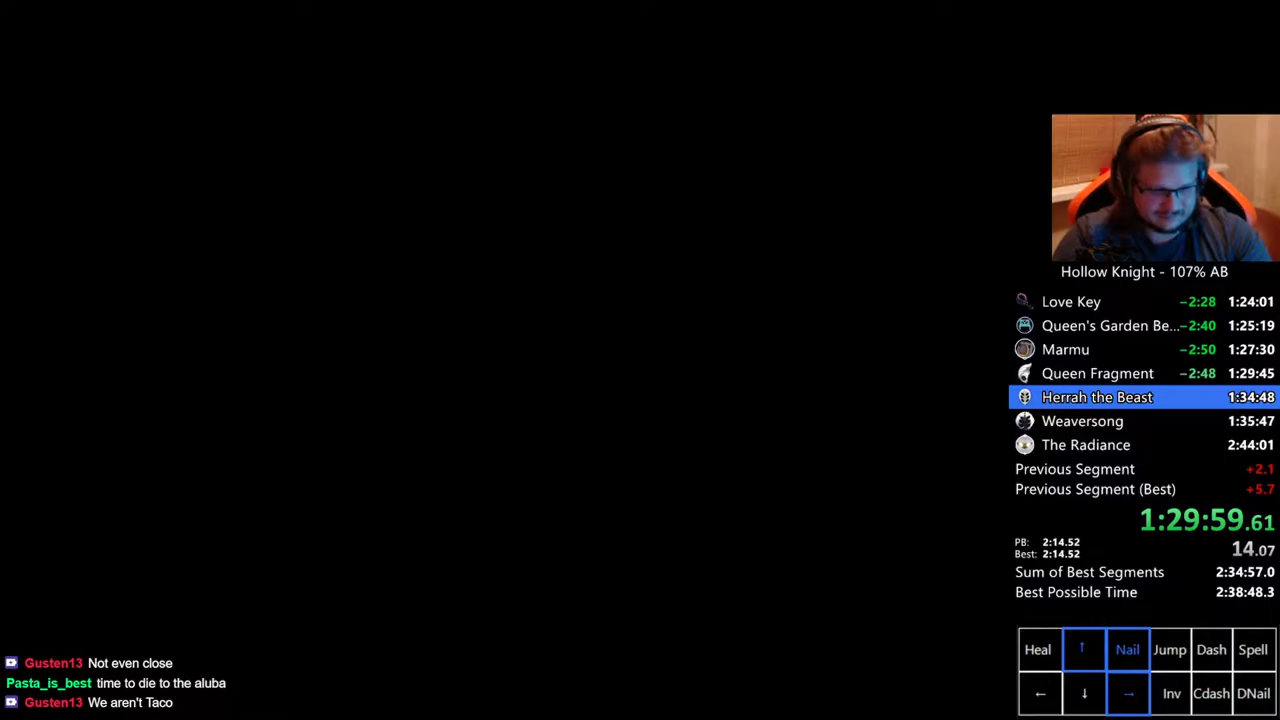 Hollow Knight - 107% AB
Love Key −2:28 1:24:01
Queen's Garden Be... −2:40 1:25:19
Marmu −2:50 1:27:30
Queen Fragment −2:48 1:29:45
Herrah the Beast 1:34:48
Weaversong 1:35:47
The Radiance 2:44:01
Previous Segment +2.1
Previous Segment (Best) +5.7
1:29:59.61
PB: 2:14.52 14.07
Best: 2:14.52
Sum of Best Segments 2:34:57.0
Best Possible Time 2:38:48.3
Heal ↑ Nail Jump Dash Spell
← ↓ → Inv Cdash DNail
Gusten13 Not even close
Pasta_is_best time to die to the aluba
Gusten13 We aren't Taco